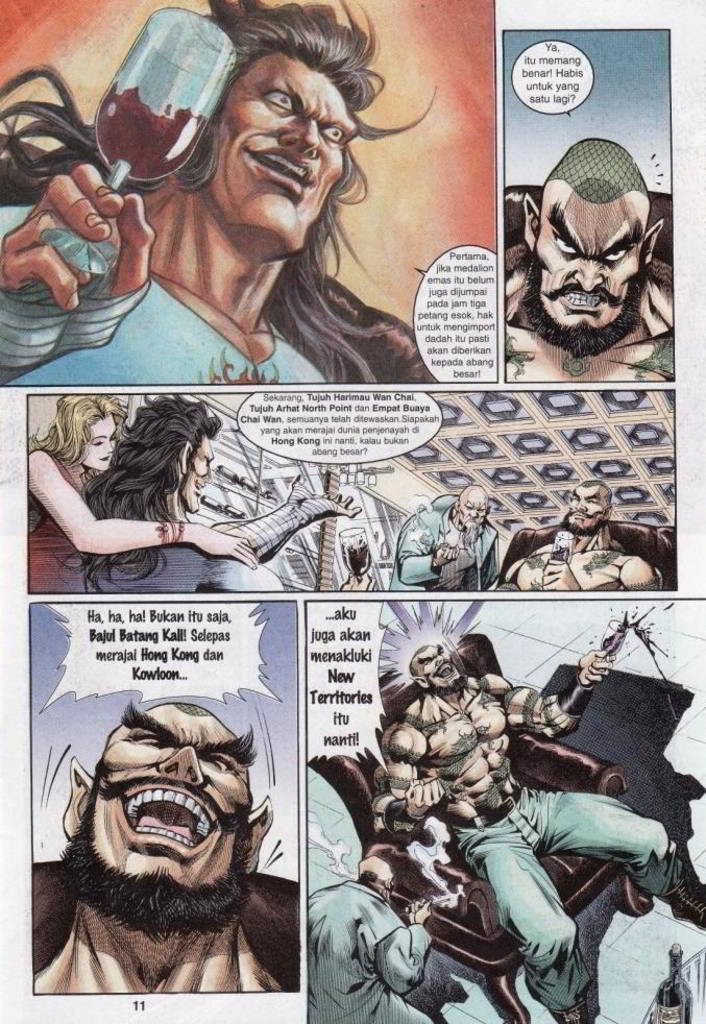 Ya,
itu memang
benar! Habis
untuk yang
satu lagi?
Pertama,
jika medalion
emas itu belum
juga dijumpai
pada jam tiga
petang esok, hak
untuk mengimport
dadah itu pasti
akan diberikan
kepada abang
besar!
Sekarang, Tujuh Harimau Wan Chai,
Tujuh Arhat North Point dan Empat Buaya
Chai Wan, semuanya telah ditewaskan.Siapakah
yang akan merajai dunia penjenayah di
Hong Kong ini nanti, kalau bukan
abang besar?
Ha, ha, ha! Bukan itu saja,
Bajul Batang Kali! Selepas
merajai Hong Kong dan
Kowloon...
...aku
juga akan
menakluki
New
Territories
itu
nanti!
11